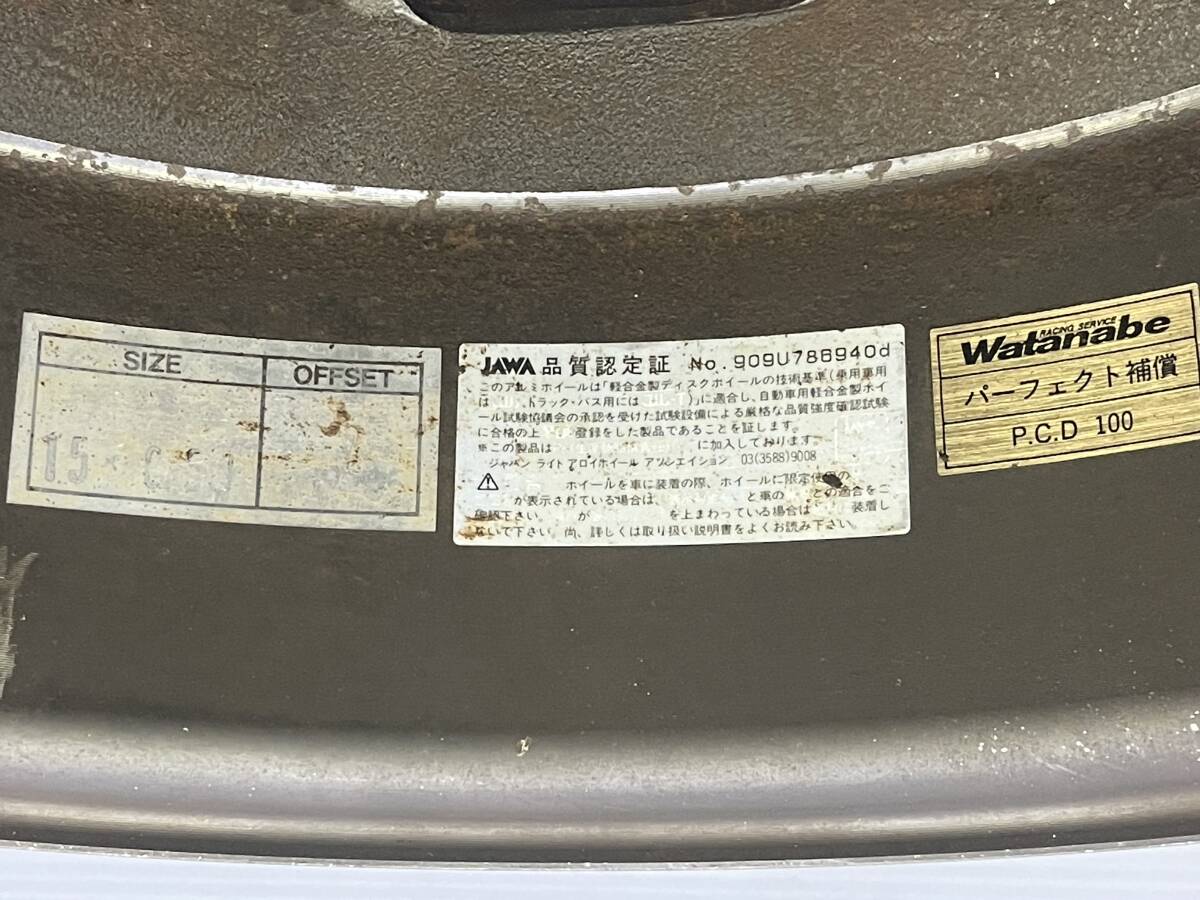 SIZE OFFSET
15
JAWA 品質認定証 No.909U786940d
このアルミホイールは「軽合金製ディスクホイールの技術基準(乗用車用
は トラック・バス用には )」に適合し、自動車用軽合金製ホイ
ール試験協議会の承認を受けた試験設備による厳格な品質強度確認試験
に合格の上 登録をした製品であることを証します。
※この製品は に加入しております。
ジャパン ライト アロイホイール アソシエイション 03(3588)9008
ホイールを車に装着の際、ホイールに限定使用の
が表示されている場合は、 と車の との適合をご
確認下さい。 が を上まわっている場合は 装着し
ないで下さい。尚、詳しくは取り扱い説明書をよくお読み下さい。
RACING SERVICE
Watanabe
パーフェクト補償
P.C.D 100